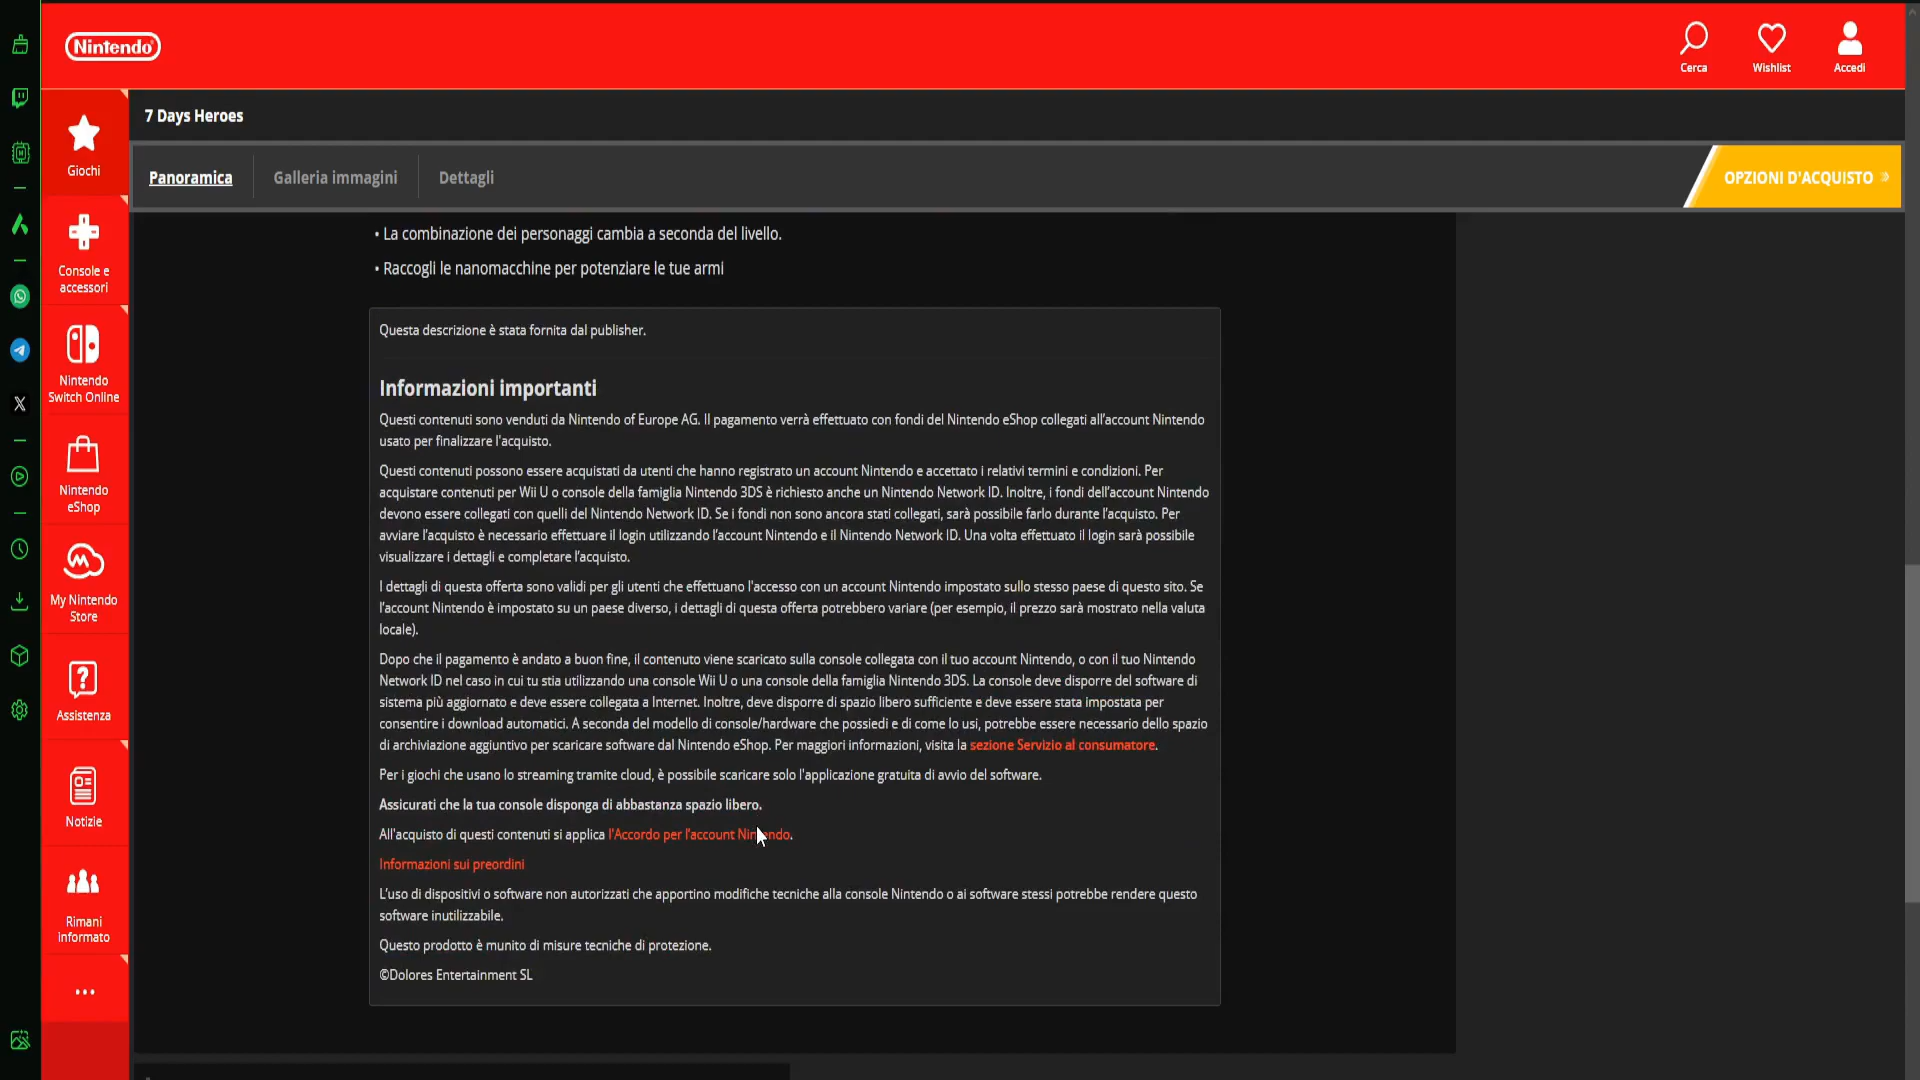 Nintendo
Cerca
Wishlist
Accedi
7 Days Heroes
Giochi
Panoramica
Galleria immagini
Dettagli
OPZIONI D'ACQUISTO
Console e
accessori
Nintendo
Switch Online
Nintendo
eShop
My Nintendo
Store
Assistenza
Notizie
Rimani
informato
...
• La combinazione dei personaggi cambia a seconda del livello.
• Raccogli le nanomacchine per potenziare le tue armi
Questa descrizione è stata fornita dal publisher.
Informazioni importanti
Questi contenuti sono venduti da Nintendo of Europe AG. Il pagamento verrà effettuato con fondi del Nintendo eShop collegati all'account Nintendo
usato per finalizzare l'acquisto.
Questi contenuti possono essere acquistati da utenti che hanno registrato un account Nintendo e accettato i relativi termini e condizioni. Per
acquistare contenuti per Wii U o console della famiglia Nintendo 3DS è richiesto anche un Nintendo Network ID. Inoltre, i fondi dell'account Nintendo
devono essere collegati con quelli del Nintendo Network ID. Se i fondi non sono ancora stati collegati, sarà possibile farlo durante l'acquisto. Per
avviare l'acquisto è necessario effettuare il login utilizzando l'account Nintendo e il Nintendo Network ID. Una volta effettuato il login sarà possibile
visualizzare i dettagli e completare l'acquisto.
I dettagli di questa offerta sono validi per gli utenti che effettuano l'accesso con un account Nintendo impostato sullo stesso paese di questo sito. Se
l'account Nintendo è impostato su un paese diverso, i dettagli di questa offerta potrebbero variare (per esempio, il prezzo sarà mostrato nella valuta
locale).
Dopo che il pagamento è andato a buon fine, il contenuto viene scaricato sulla console collegata con il tuo account Nintendo, o con il tuo Nintendo
Network ID nel caso in cui tu stia utilizzando una console Wii U o una console della famiglia Nintendo 3DS. La console deve disporre del software di
sistema più aggiornato e deve essere collegata a Internet. Inoltre, deve disporre di spazio libero sufficiente e deve essere stata impostata per
consentire i download automatici. A seconda del modello di console/hardware che possiedi e di come lo usi, potrebbe essere necessario dello spazio
di archiviazione aggiuntivo per scaricare software dal Nintendo eShop. Per maggiori informazioni, visita la sezione Servizio al consumatore.
Per i giochi che usano lo streaming tramite cloud, è possibile scaricare solo l'applicazione gratuita di avvio del software.
Assicurati che la tua console disponga di abbastanza spazio libero.
All'acquisto di questi contenuti si applica l'Accordo per l'account Nintendo.
Informazioni sui preordini
L'uso di dispositivi o software non autorizzati che apportino modifiche tecniche alla console Nintendo o ai software stessi potrebbe rendere questo
software inutilizzabile.
Questo prodotto è munito di misure tecniche di protezione.
©Dolores Entertainment SL